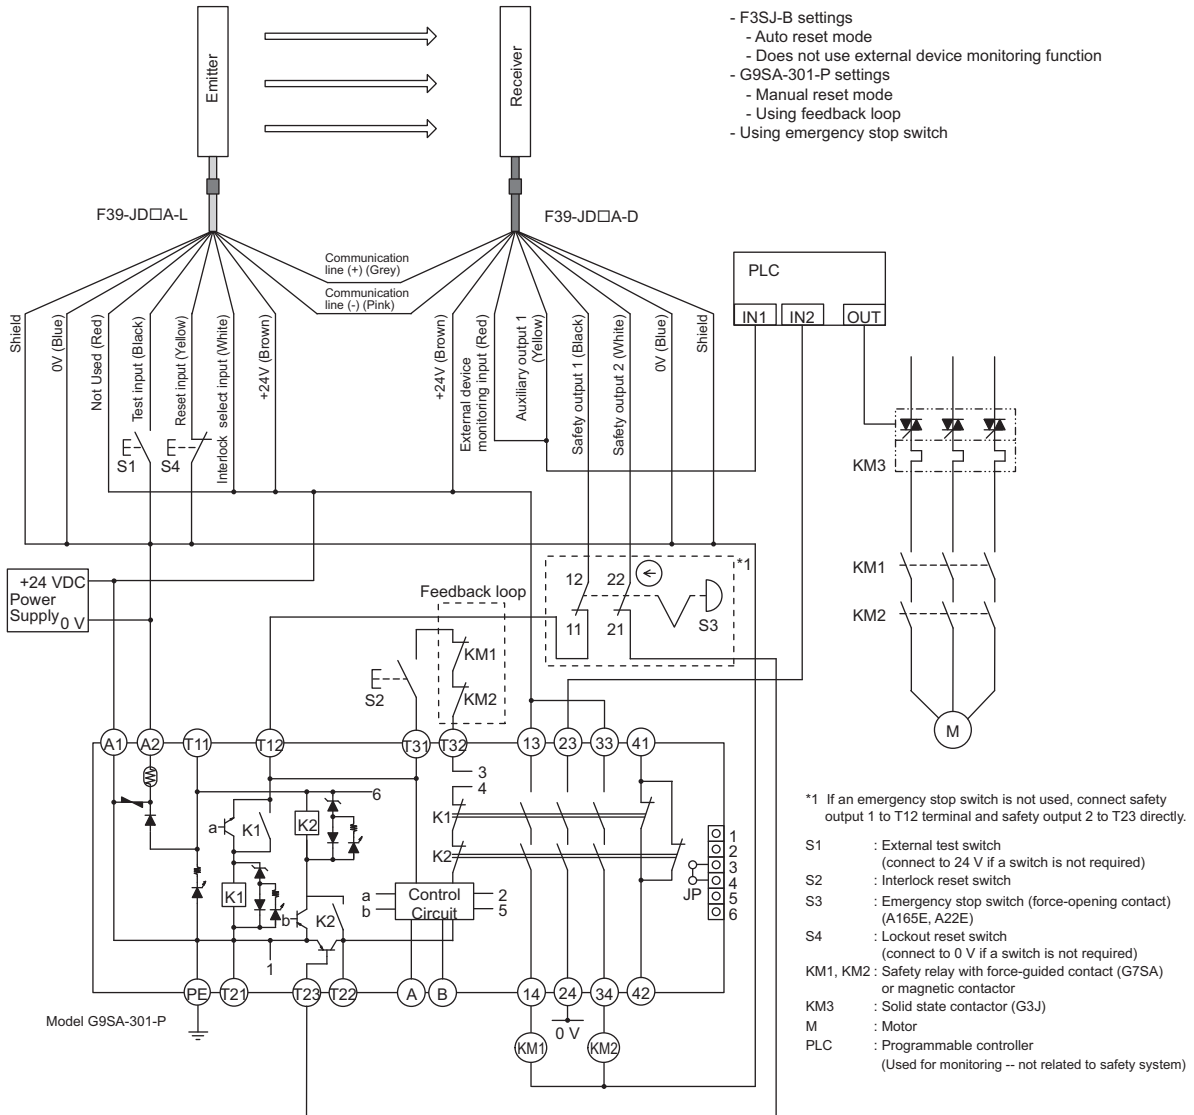 - F3SJ-B settings
- Auto reset mode
- Does not use external device monitoring function
- G9SA-301-P settings
- Manual reset mode
- Using feedback loop
- Using emergency stop switch
Emitter
Receiver
F39-JD□A-L
F39-JD□A-D
Communication
line (+) (Grey)
Communication
line (-) (Pink)
Shield
0V (Blue)
Not Used (Red)
Test input (Black)
Reset input (Yellow)
Interlock select input (White)
+24V (Brown)
+24V (Brown)
External device
monitoring input (Red)
Auxiliary output 1
(Yellow)
Safety output 1 (Black)
Safety output 2 (White)
0V (Blue)
Shield
PLC
IN1
IN2
OUT
S1
S4
KM3
KM1
KM2
M
+24 VDC
Power
Supply
0 V
Feedback loop
KM1
KM2
S2
12
22
11
21
S3
*1
A1
A2
T11
T12
T31
T32
13
23
33
41
3
4
6
a
K1
K2
K1
K2
K1
b
K2
a
b
Control
Circuit
2
5
1
JP
1
2
3
4
5
6
PE
T21
T23
T22
A
B
14
24
34
42
Model G9SA-301-P
0 V
KM1
KM2
*1 If an emergency stop switch is not used, connect safety
output 1 to T12 terminal and safety output 2 to T23 directly.
S1 : External test switch
(connect to 24 V if a switch is not required)
S2 : Interlock reset switch
S3 : Emergency stop switch (force-opening contact)
(A165E, A22E)
S4 : Lockout reset switch
(connect to 0 V if a switch is not required)
KM1, KM2 : Safety relay with force-guided contact (G7SA)
or magnetic contactor
KM3 : Solid state contactor (G3J)
M : Motor
PLC : Programmable controller
(Used for monitoring -- not related to safety system)